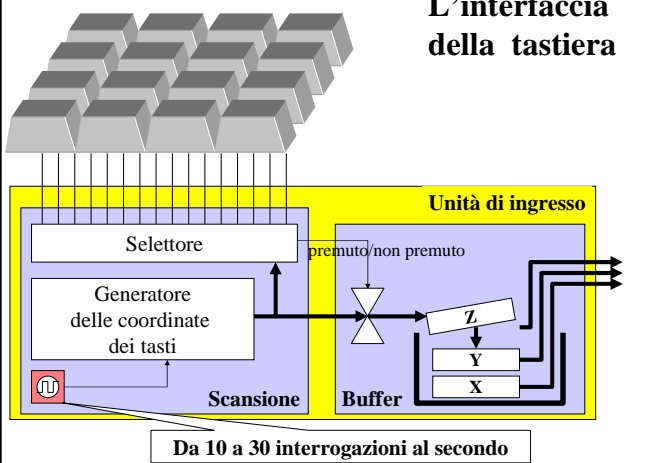 L'interfaccia
della tastiera
Unità di ingresso
Selettore
premuto/non premuto
Generatore
delle coordinate
dei tasti
Z
Y
X
Scansione
Buffer
Da 10 a 30 interrogazioni al secondo